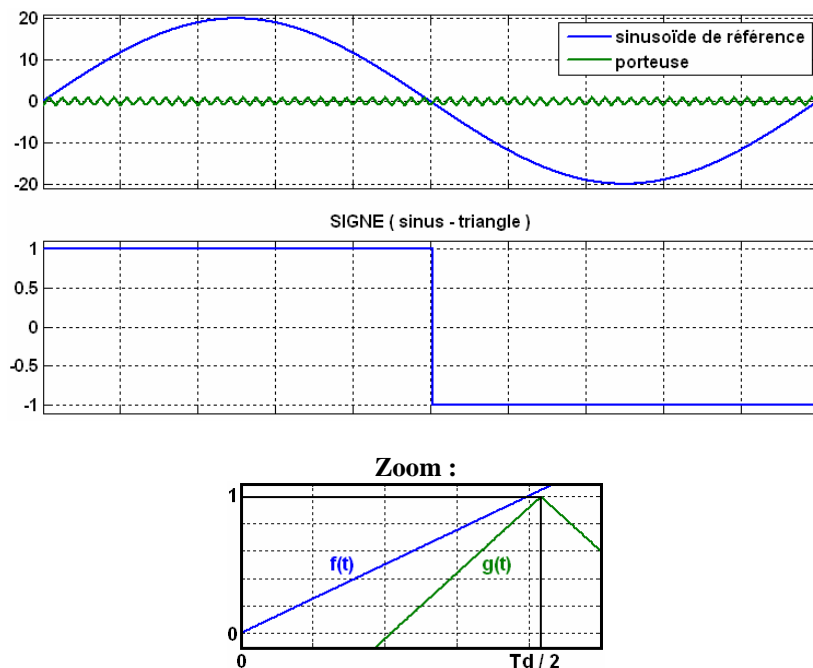 20
10
0
-10
-20
sinusoïde de référence
porteuse
SIGNE ( sinus - triangle )
1
0.5
0
-0.5
-1
Zoom :
1
0
f(t)
g(t)
0
Td / 2